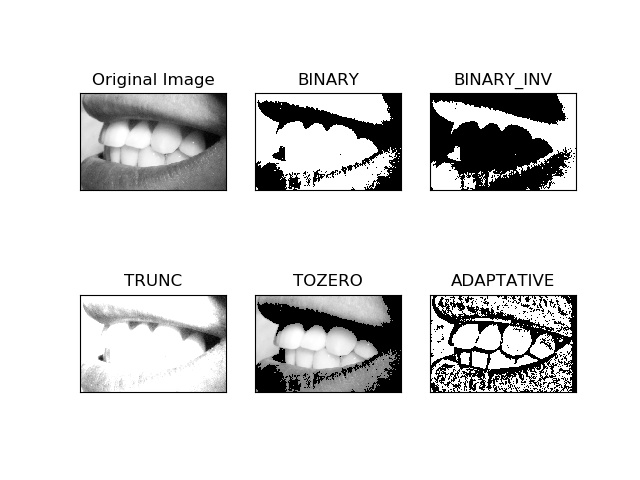 Original Image
BINARY
BINARY_INV
TRUNC
TOZERO
ADAPTATIVE